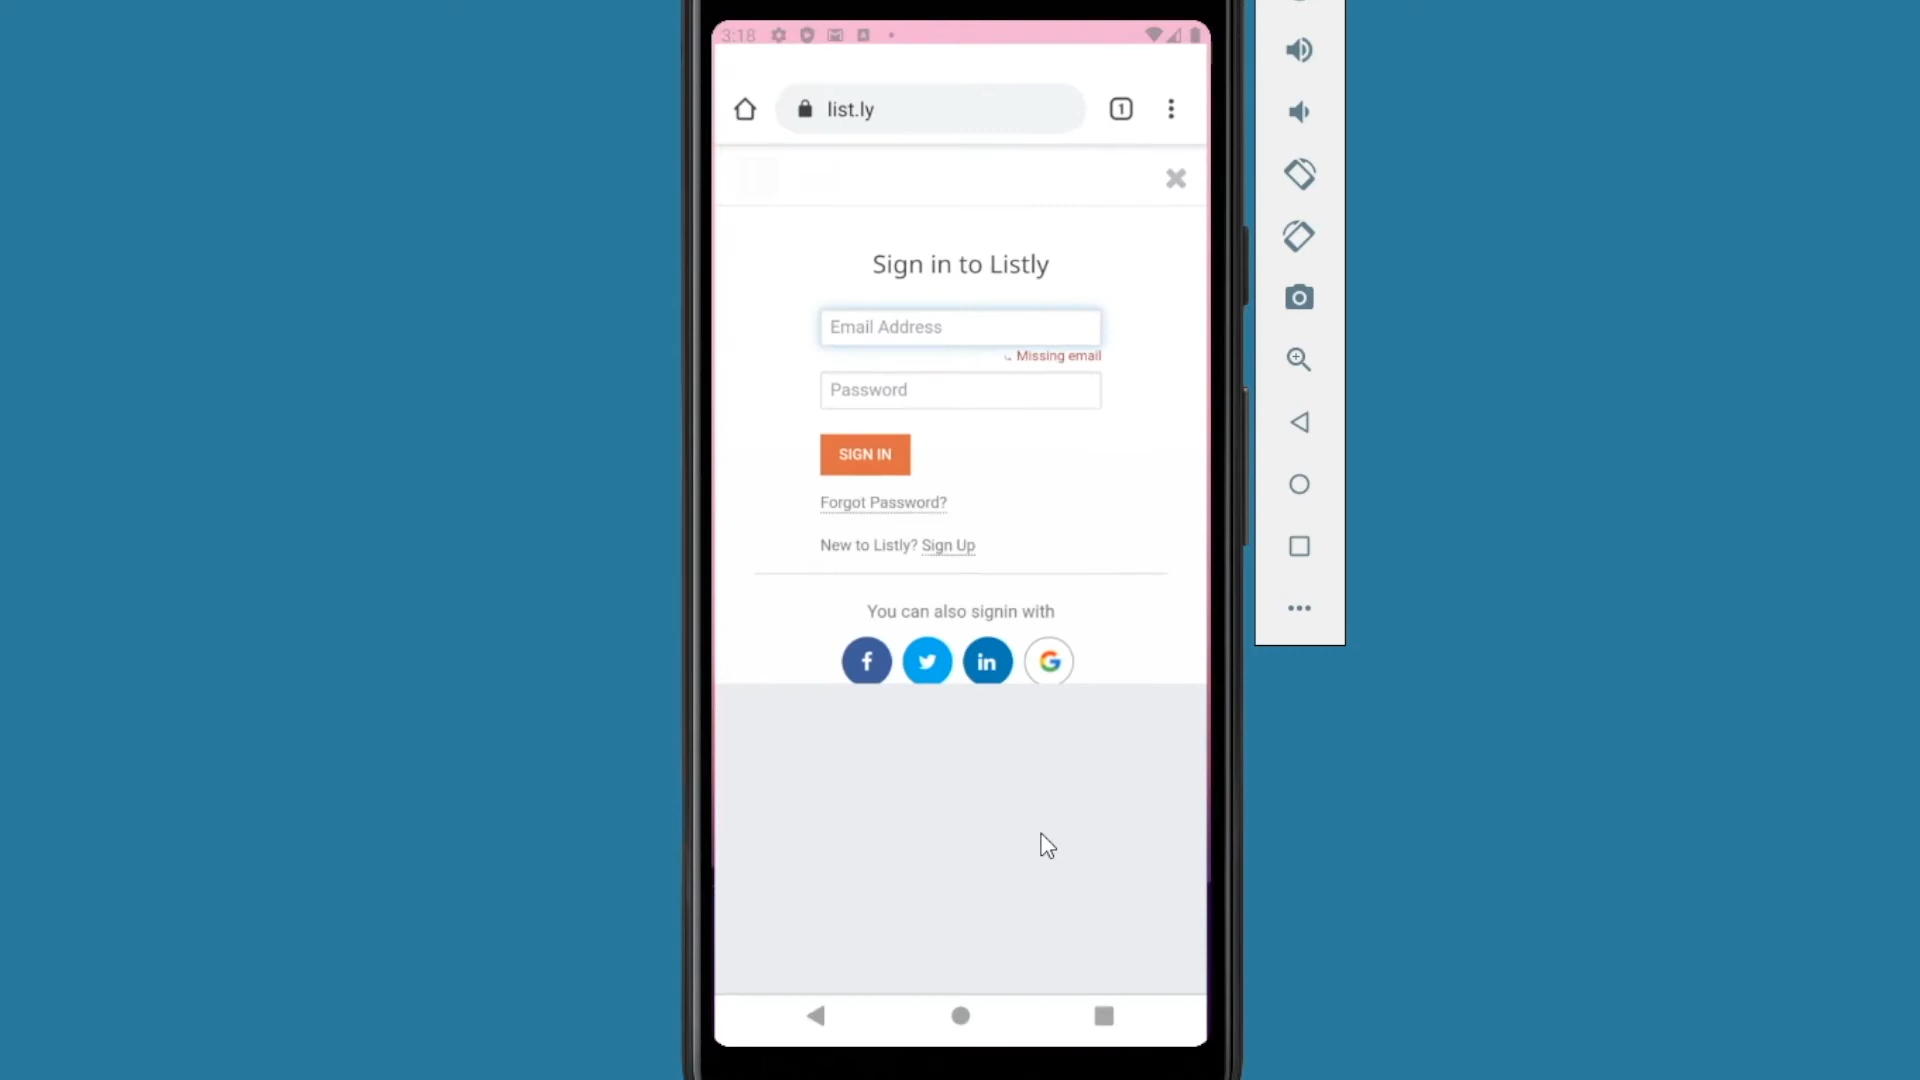 3:18
list.ly
1
Sign in to Listly
Email Address
Missing email
Password
SIGN IN
Forgot Password?
New to Listly? Sign Up
You can also signin with
f
in
G